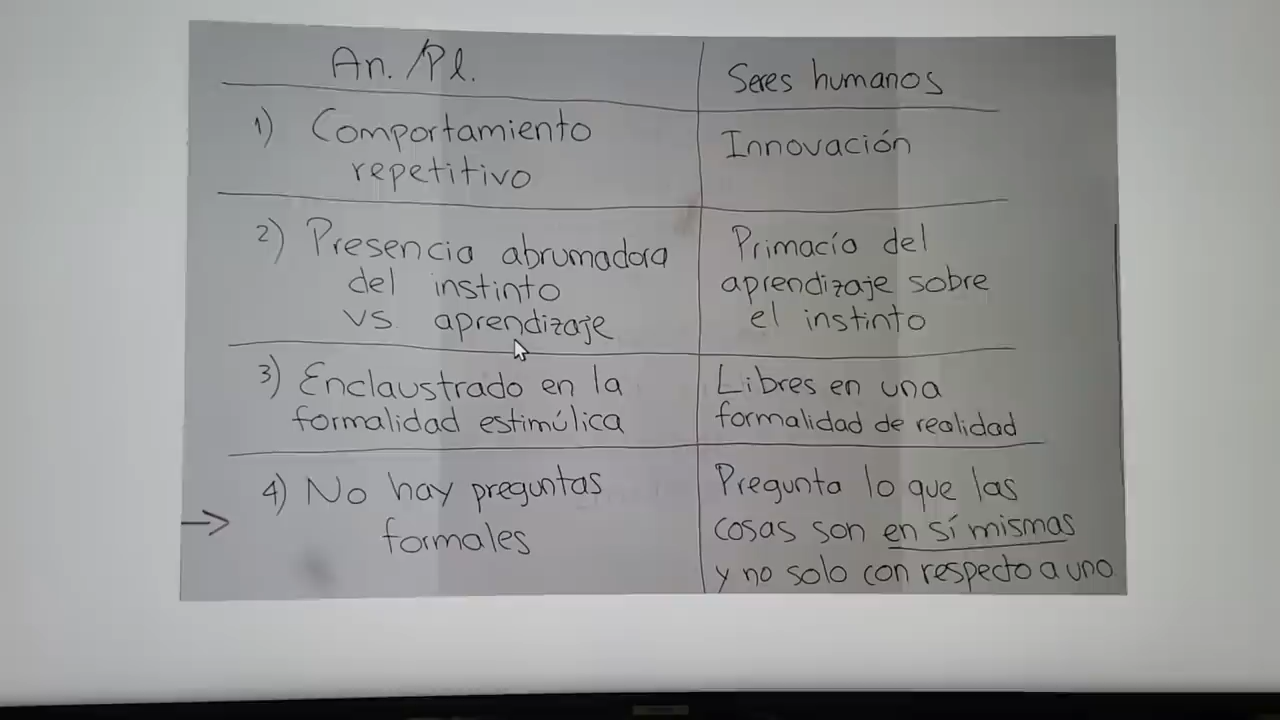 An./Pl.
Seres humanos
1) Comportamiento
repetitivo
Innovación
2) Presencia abrumadora
del instinto
vs. aprendizaje
Primacía del
aprendizaje sobre
el instinto
3) Enclaustrado en la
formalidad estimúlica
Libres en una
formalidad de realidad
→ 4) No hay preguntas
formales
Pregunta lo que las
cosas son en sí mismas
y no solo con respecto a uno